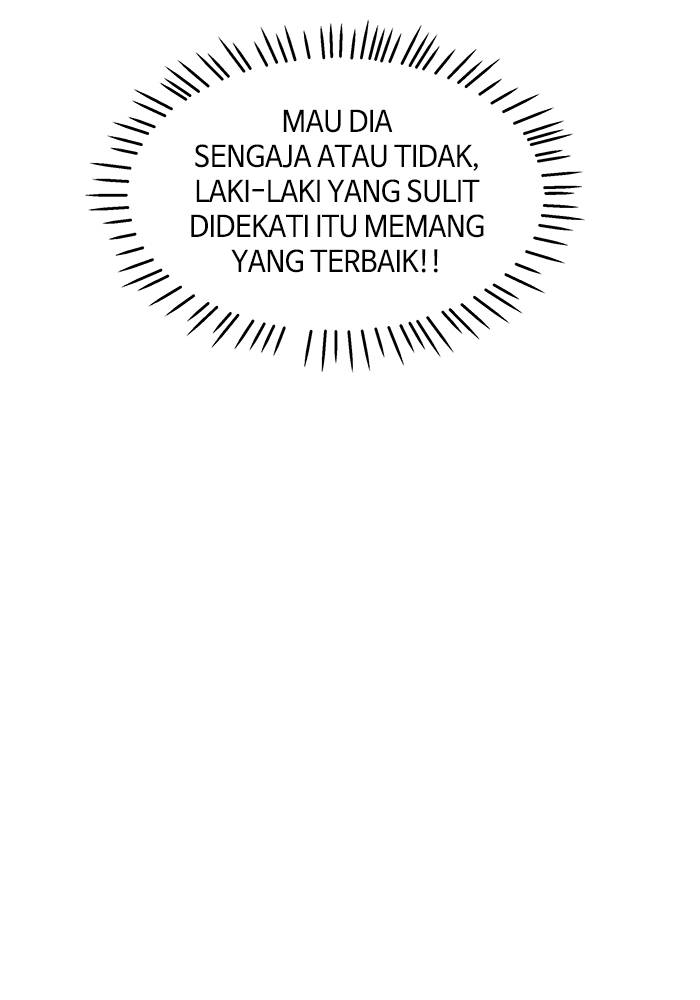 MAU DIA
SENGAJA ATAU TIDAK,
LAKI-LAKI YANG SULIT
DIDEKATI ITU MEMANG
YANG TERBAIK!!